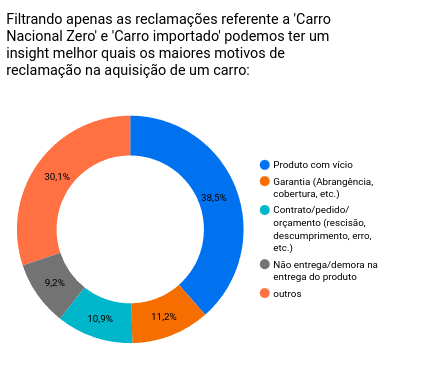 Filtrando apenas as reclamações referente a 'Carro
Nacional Zero' e 'Carro importado' podemos ter um
insight melhor quais os maiores motivos de
reclamação na aquisição de um carro:
30,1%
38,5%
9,2%
10,9%
11,2%
Produto com vício
Garantia (Abrangência,
cobertura, etc.)
Contrato/pedido/
orçamento (rescisão,
descumprimento, erro,
etc.)
Não entrega/demora na
entrega do produto
outros